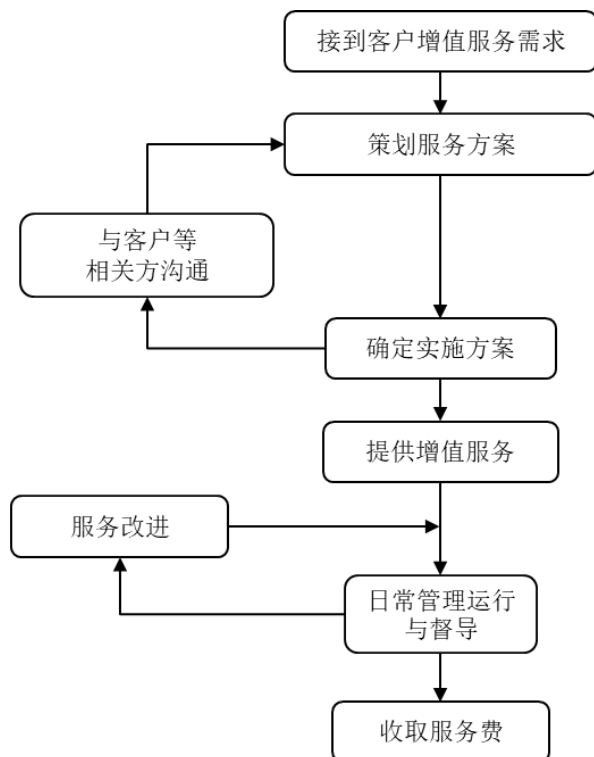 接到客户增值服务需求
策划服务方案
与客户等
相关方沟通
确定实施方案
提供增值服务
服务改进
日常管理运行
与督导
收取服务费